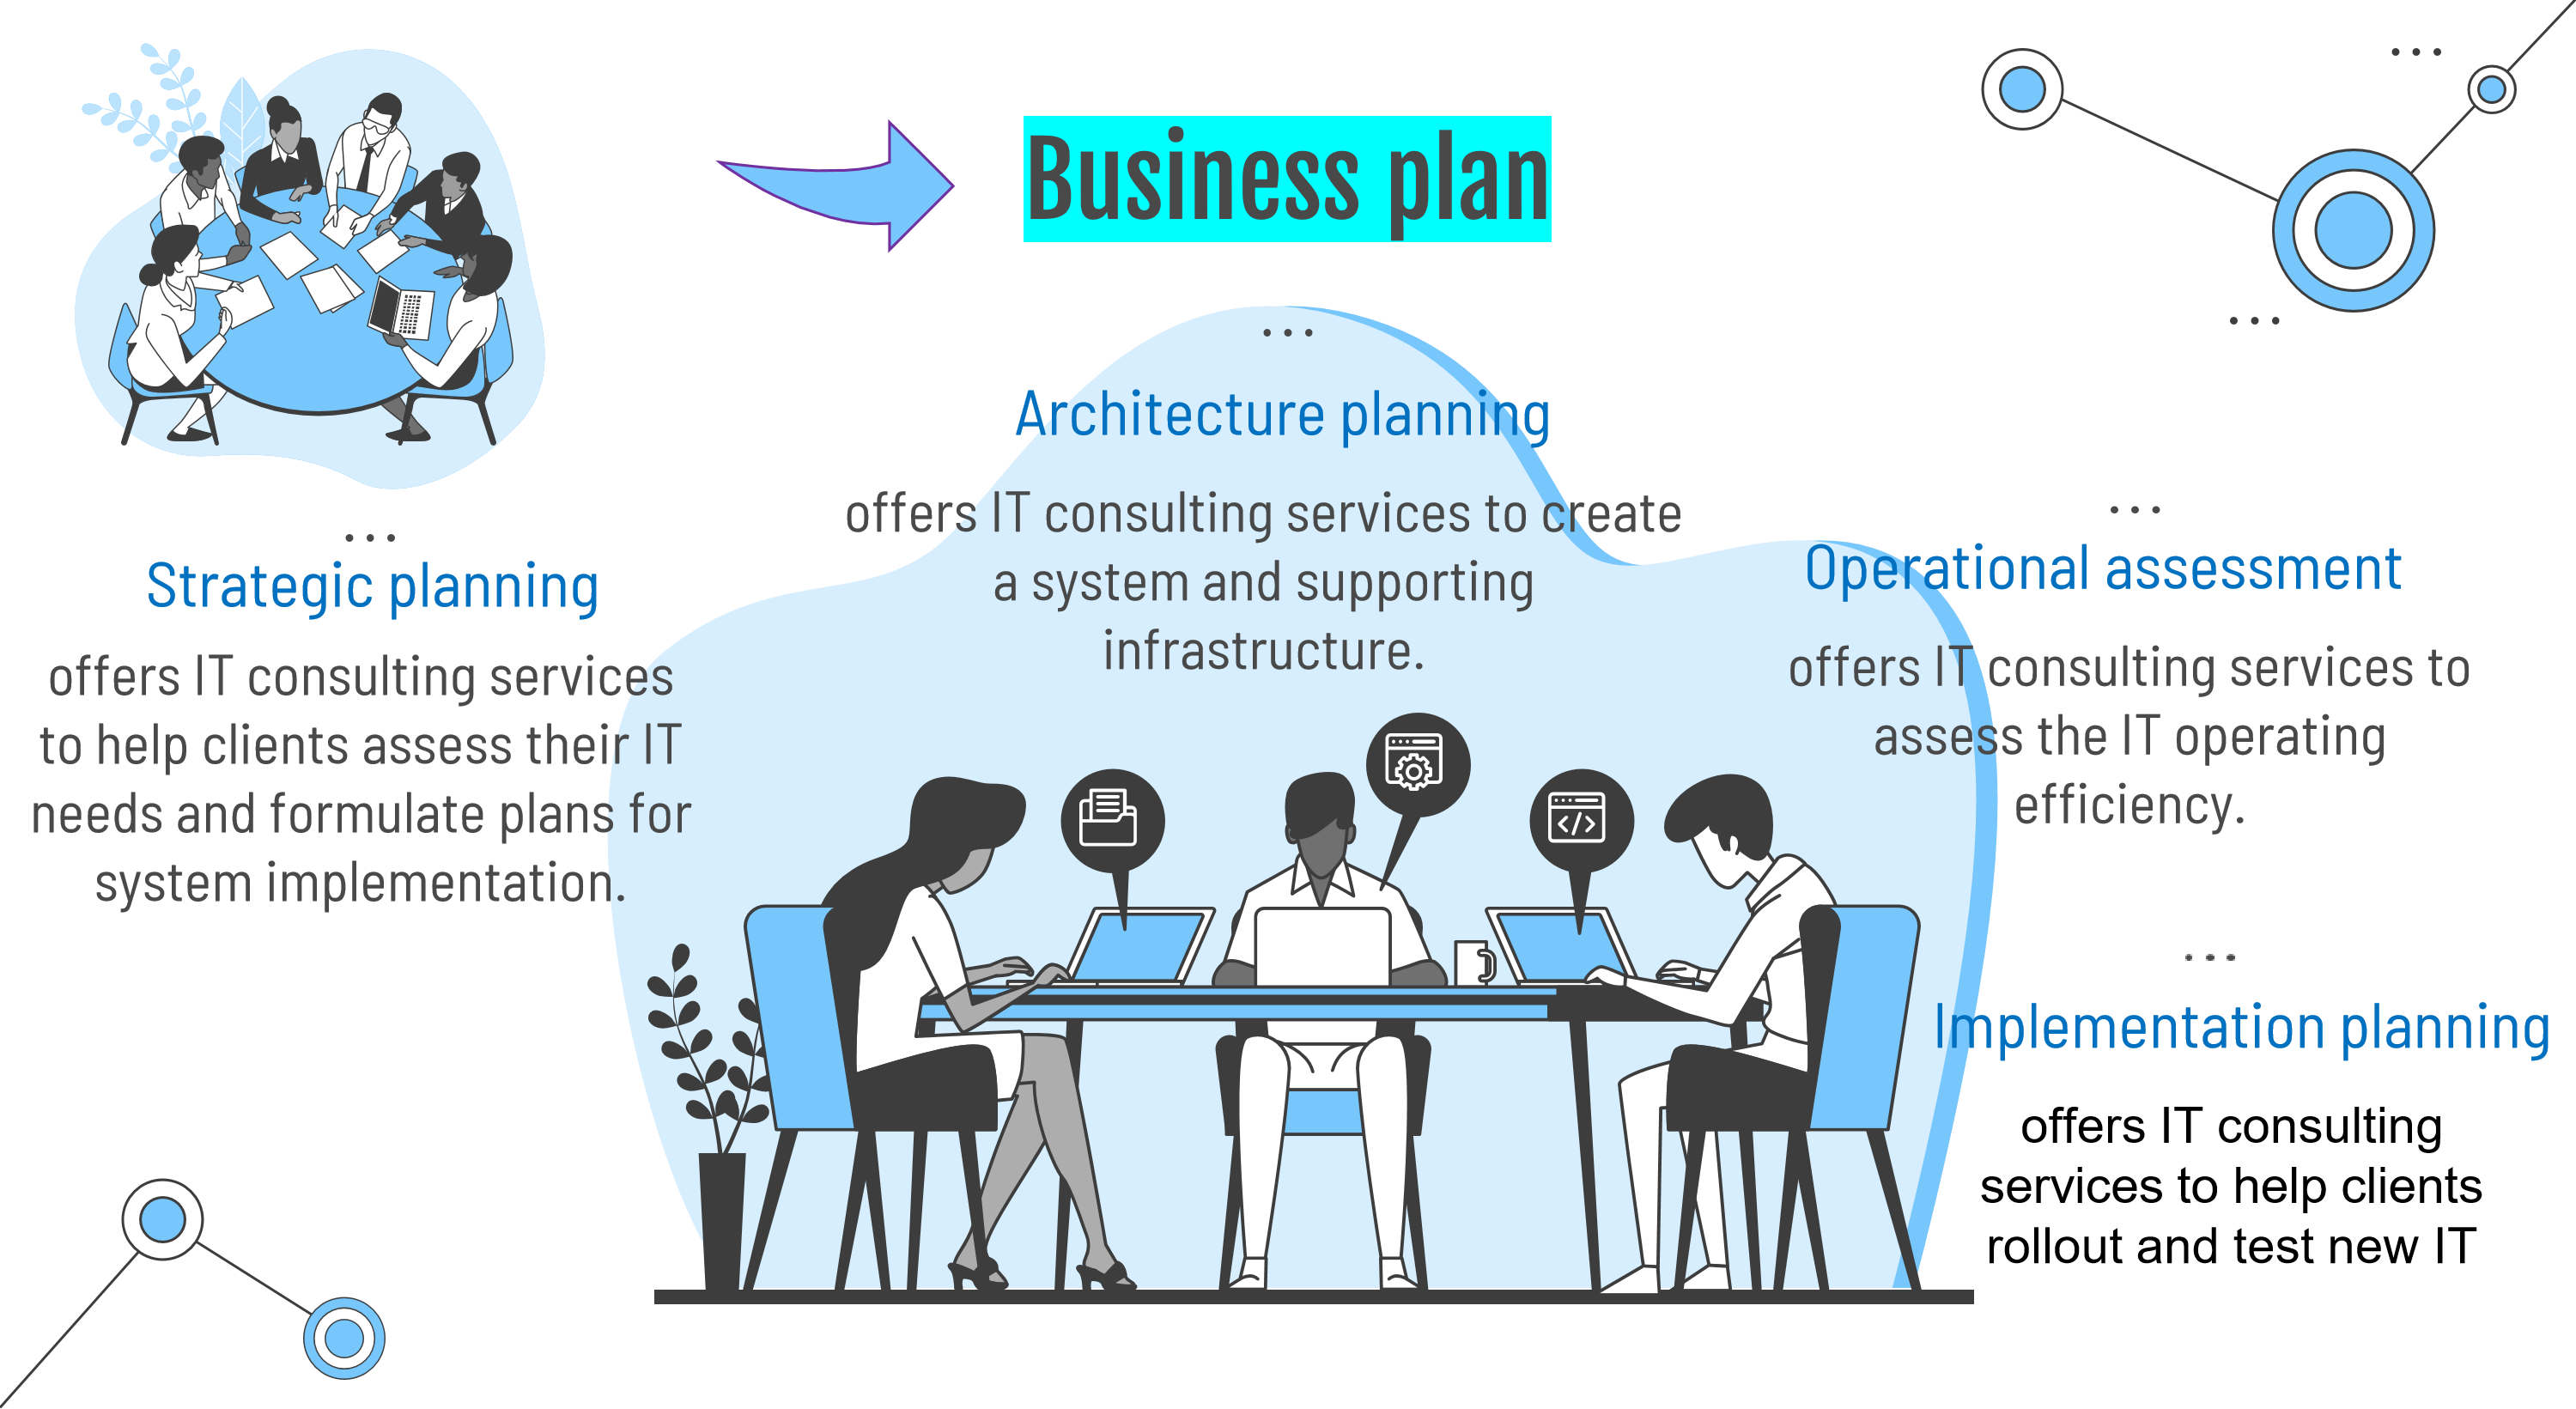 Business plan
Strategic planning
offers IT consulting services
to help clients assess their IT
needs and formulate plans for
system implementation.
Architecture planning
offers IT consulting services to create
a system and supporting
infrastructure.
Operational assessment
offers IT consulting services to
assess the IT operating
efficiency.
Implementation planning
offers IT consulting
services to help clients
rollout and test new IT